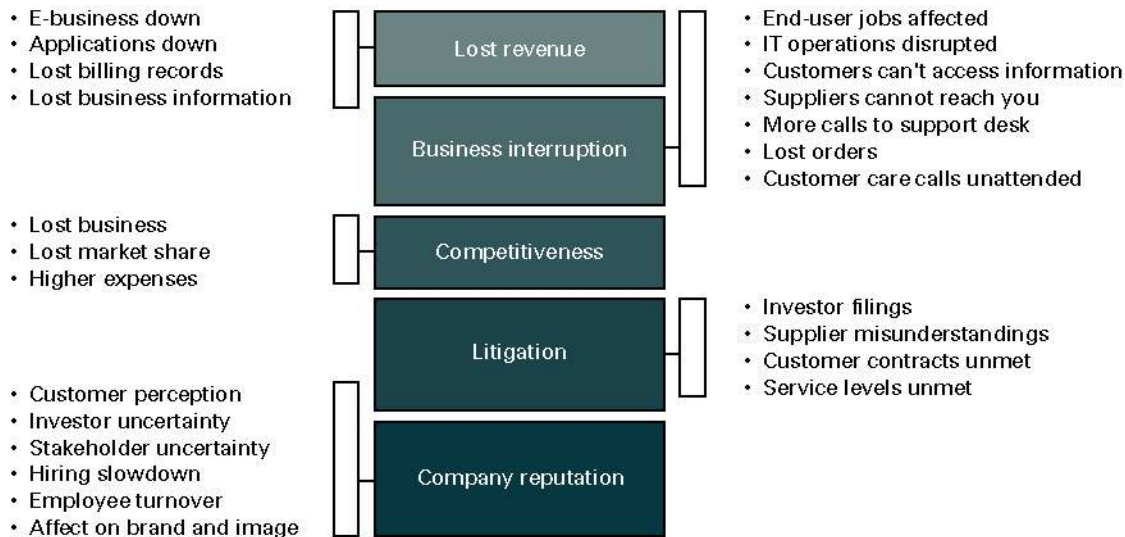 • E-business down
• Applications down
• Lost billing records
• Lost business information
Lost revenue
• End-user jobs affected
• IT operations disrupted
• Customers can't access information
• Suppliers cannot reach you
• More calls to support desk
• Lost orders
• Customer care calls unattended
Business interruption
• Lost business
• Lost market share
• Higher expenses
Competitiveness
Litigation
• Investor filings
• Supplier misunderstandings
• Customer contracts unmet
• Service levels unmet
• Customer perception
• Investor uncertainty
• Stakeholder uncertainty
• Hiring slowdown
• Employee turnover
• Affect on brand and image
Company reputation